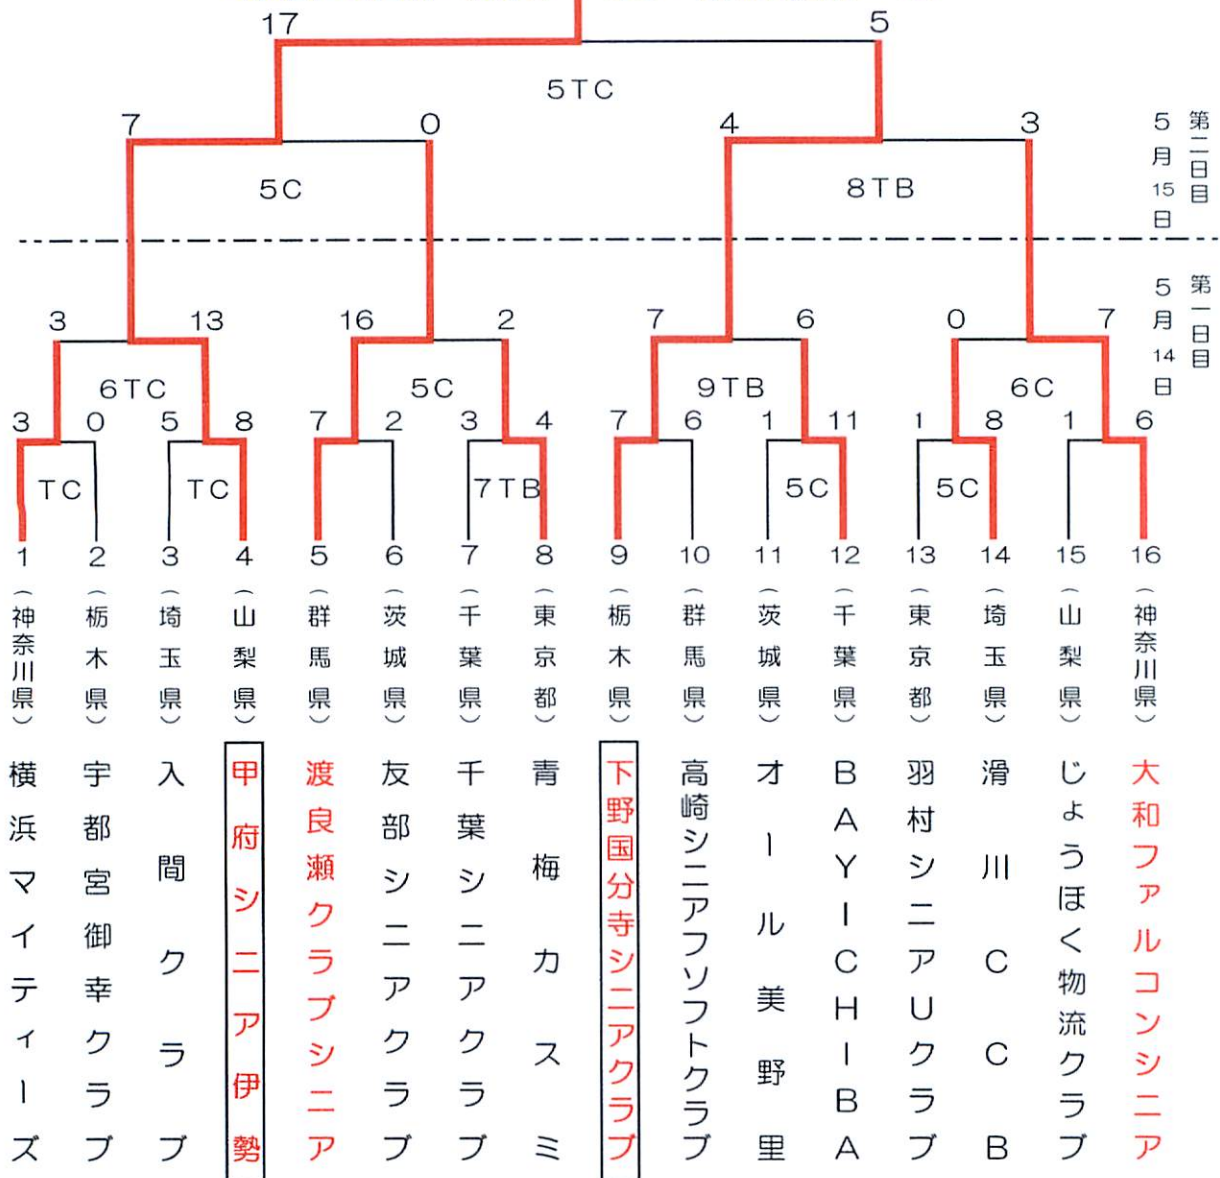 17 5
5TC
7 0 4 3
5C 8TB
第二日目
5月15日
3 13 16 2 7 6 0 7
第一日目
5月14日
6TC 5C 9TB 6C
3 0 5 8 7 2 3 4 7 6 1 11 1 8 1 6
TC TC 7TB 5C 5C
1 2 3 4 5 6 7 8 9 10 11 12 13 14 15 16
(神奈川県)
横浜マイティーズ
(栃木県)
宇都宮御幸クラブ
(埼玉県)
入間クラブ
(山梨県)
甲府シニア伊勢
(群馬県)
渡良瀬クラブシニア
(茨城県)
友部シニアクラブ
(千葉県)
千葉シニアクラブ
(東京都)
青梅カスミ
(栃木県)
下野国分寺シニアクラブ
(群馬県)
高崎シニアフソフトクラブ
(茨城県)
オール美野里
(千葉県)
BAYICHIBA
(東京都)
羽村シニアUクラブ
(埼玉県)
滑川CCB
(山梨県)
じょうほく物流クラブ
(神奈川県)
大和ファルコンシニア